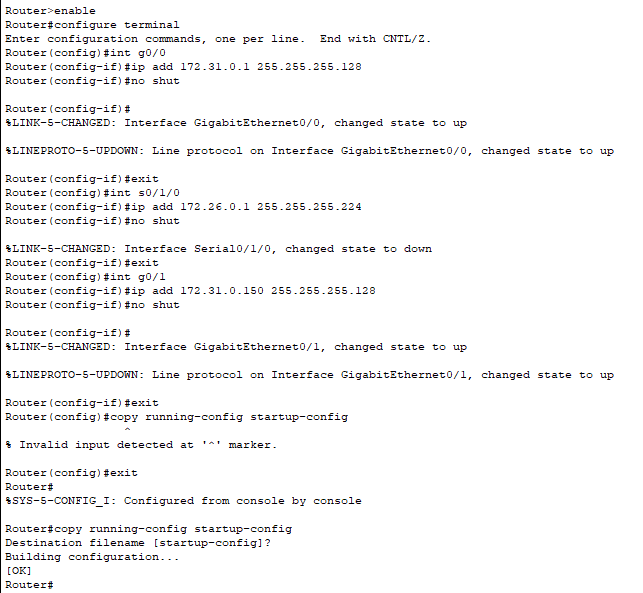 Router>enable
Router#configure terminal
Enter configuration commands, one per line.  End with CNTL/Z.
Router(config)#int g0/0
Router(config-if)#ip add 172.31.0.1 255.255.255.128
Router(config-if)#no shut

Router(config-if)#
%LINK-5-CHANGED: Interface GigabitEthernet0/0, changed state to up

%LINEPROTO-5-UPDOWN: Line protocol on Interface GigabitEthernet0/0, changed state to up

Router(config-if)#exit
Router(config)#int s0/1/0
Router(config-if)#ip add 172.26.0.1 255.255.255.224
Router(config-if)#no shut

%LINK-5-CHANGED: Interface Serial0/1/0, changed state to down
Router(config-if)#exit
Router(config)#int g0/1
Router(config-if)#ip add 172.31.0.150 255.255.255.128
Router(config-if)#no shut

Router(config-if)#
%LINK-5-CHANGED: Interface GigabitEthernet0/1, changed state to up

%LINEPROTO-5-UPDOWN: Line protocol on Interface GigabitEthernet0/1, changed state to up

Router(config-if)#exit
Router(config)#copy running-config startup-config
                 ^
% Invalid input detected at '^' marker.

Router(config)#exit
Router#
%SYS-5-CONFIG_I: Configured from console by console

Router#copy running-config startup-config
Destination filename [startup-config]?
Building configuration...
[OK]
Router#